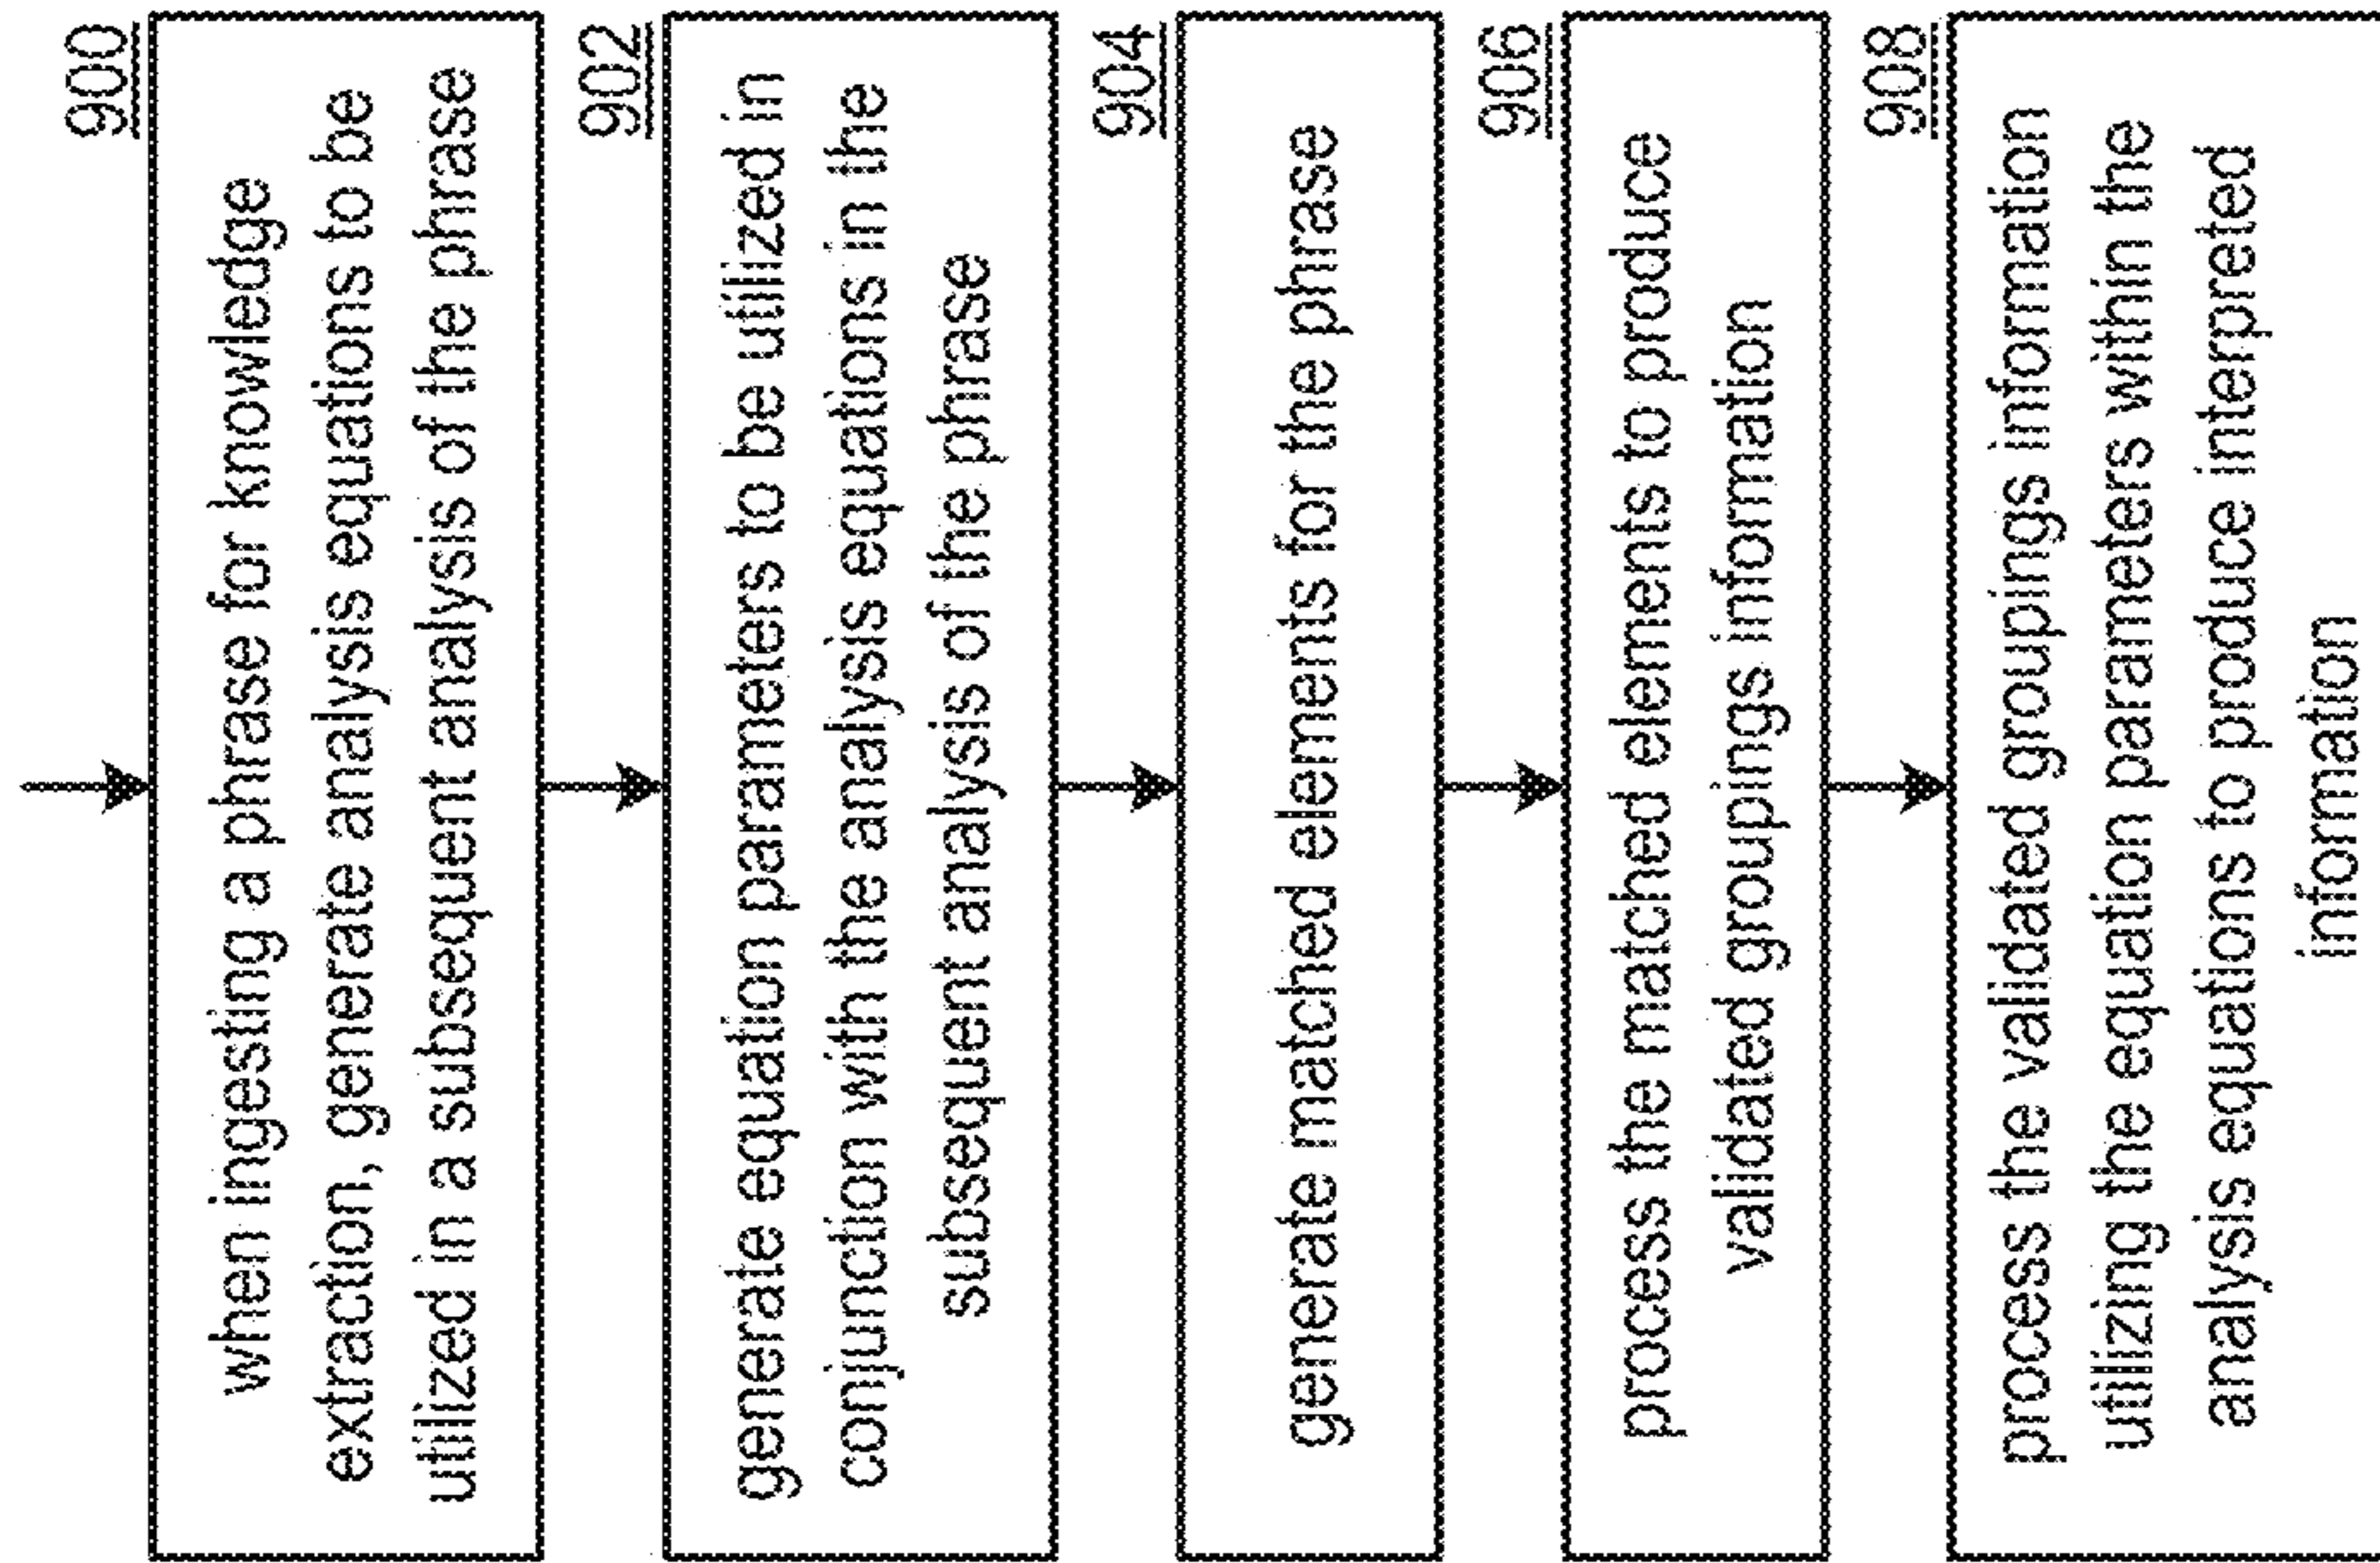 900
when ingesting a phrase for knowledge
extraction, generate analysis equations to be
utilized in a subsequent analysis of the phrase
902
generate equation parameters to be utilized in
conjunction with the analysis equations in the
subsequent analysis of the phrase
904
generate matched elements for the phrase
906
process the matched elements to produce
validated groupings information
908
process the validated groupings information
utilizing the equation parameters within the
analysis equations to produce interpreted
information